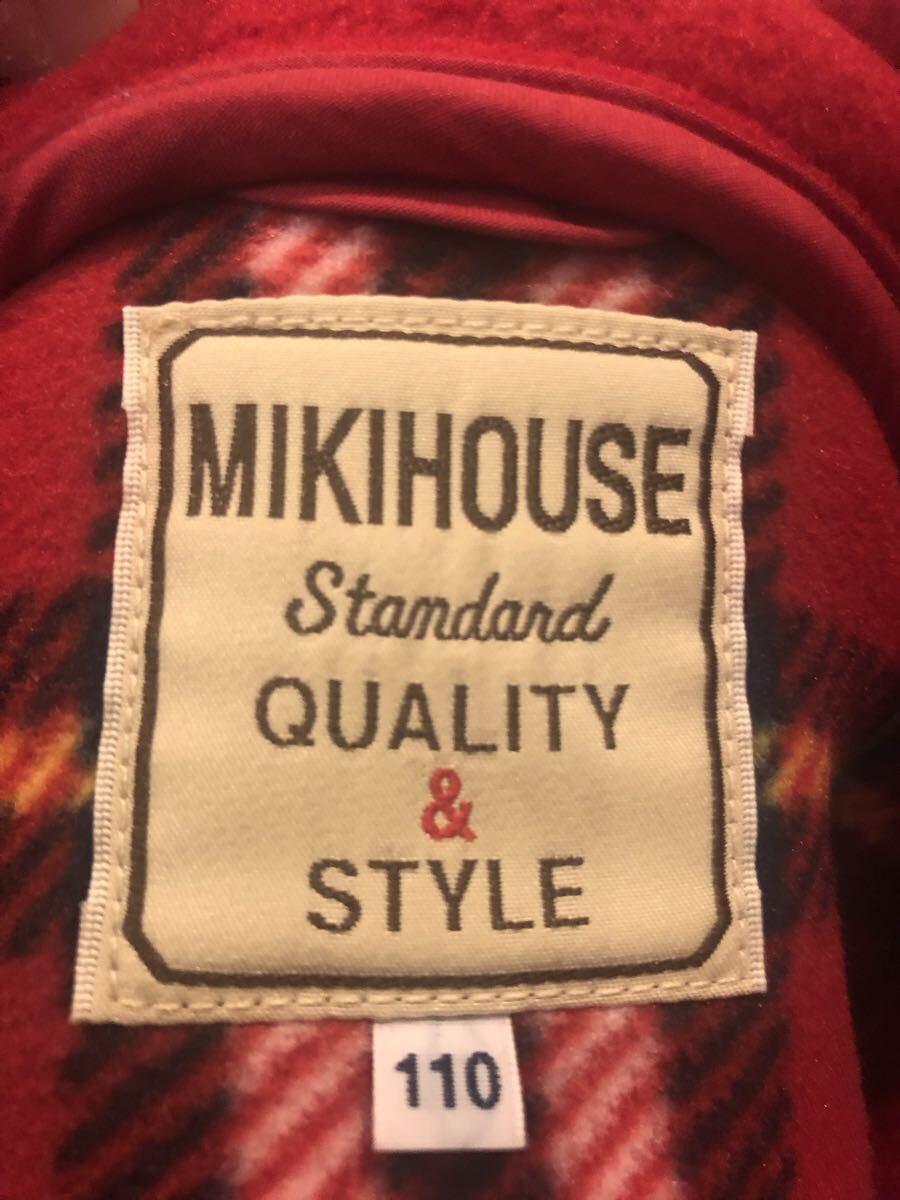 MIKIHOUSE
Standard
QUALITY
&
STYLE
110